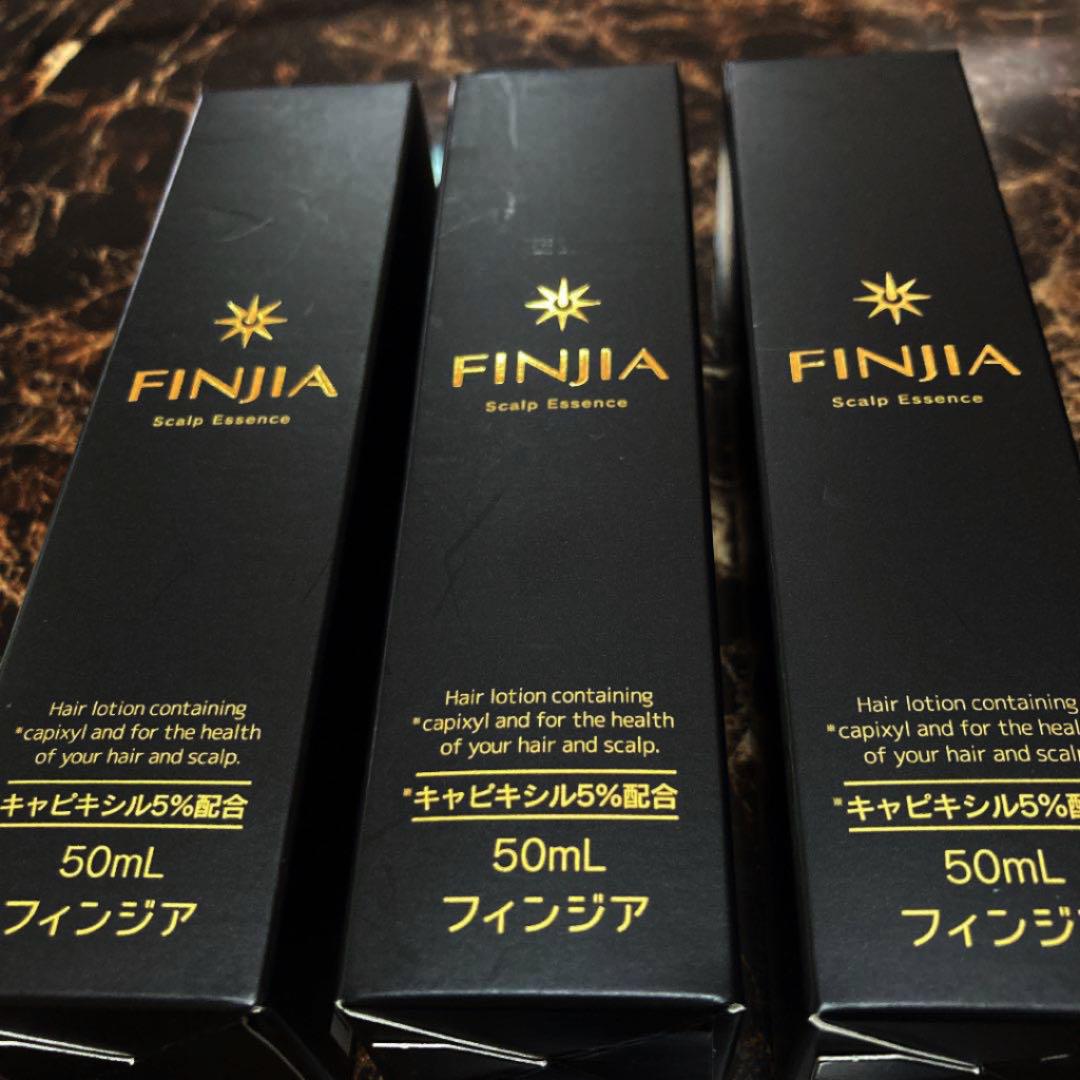 FINJIA
Scalp Essence
Hair lotion containing
*capixyl and for the health
of your hair and scalp.
キャピキシル5%配合
50mL
フィンジア
FINJIA
Scalp Essence
Hair lotion containing
*capixyl and for the health
of your hair and scalp.
*キャピキシル5%配合
50mL
フィンジア
FINJIA
Scalp Essence
Hair lotion containing
*capixyl and for the heal
of your hair and scal
*キャピキシル5%配
50mL
フィンジ